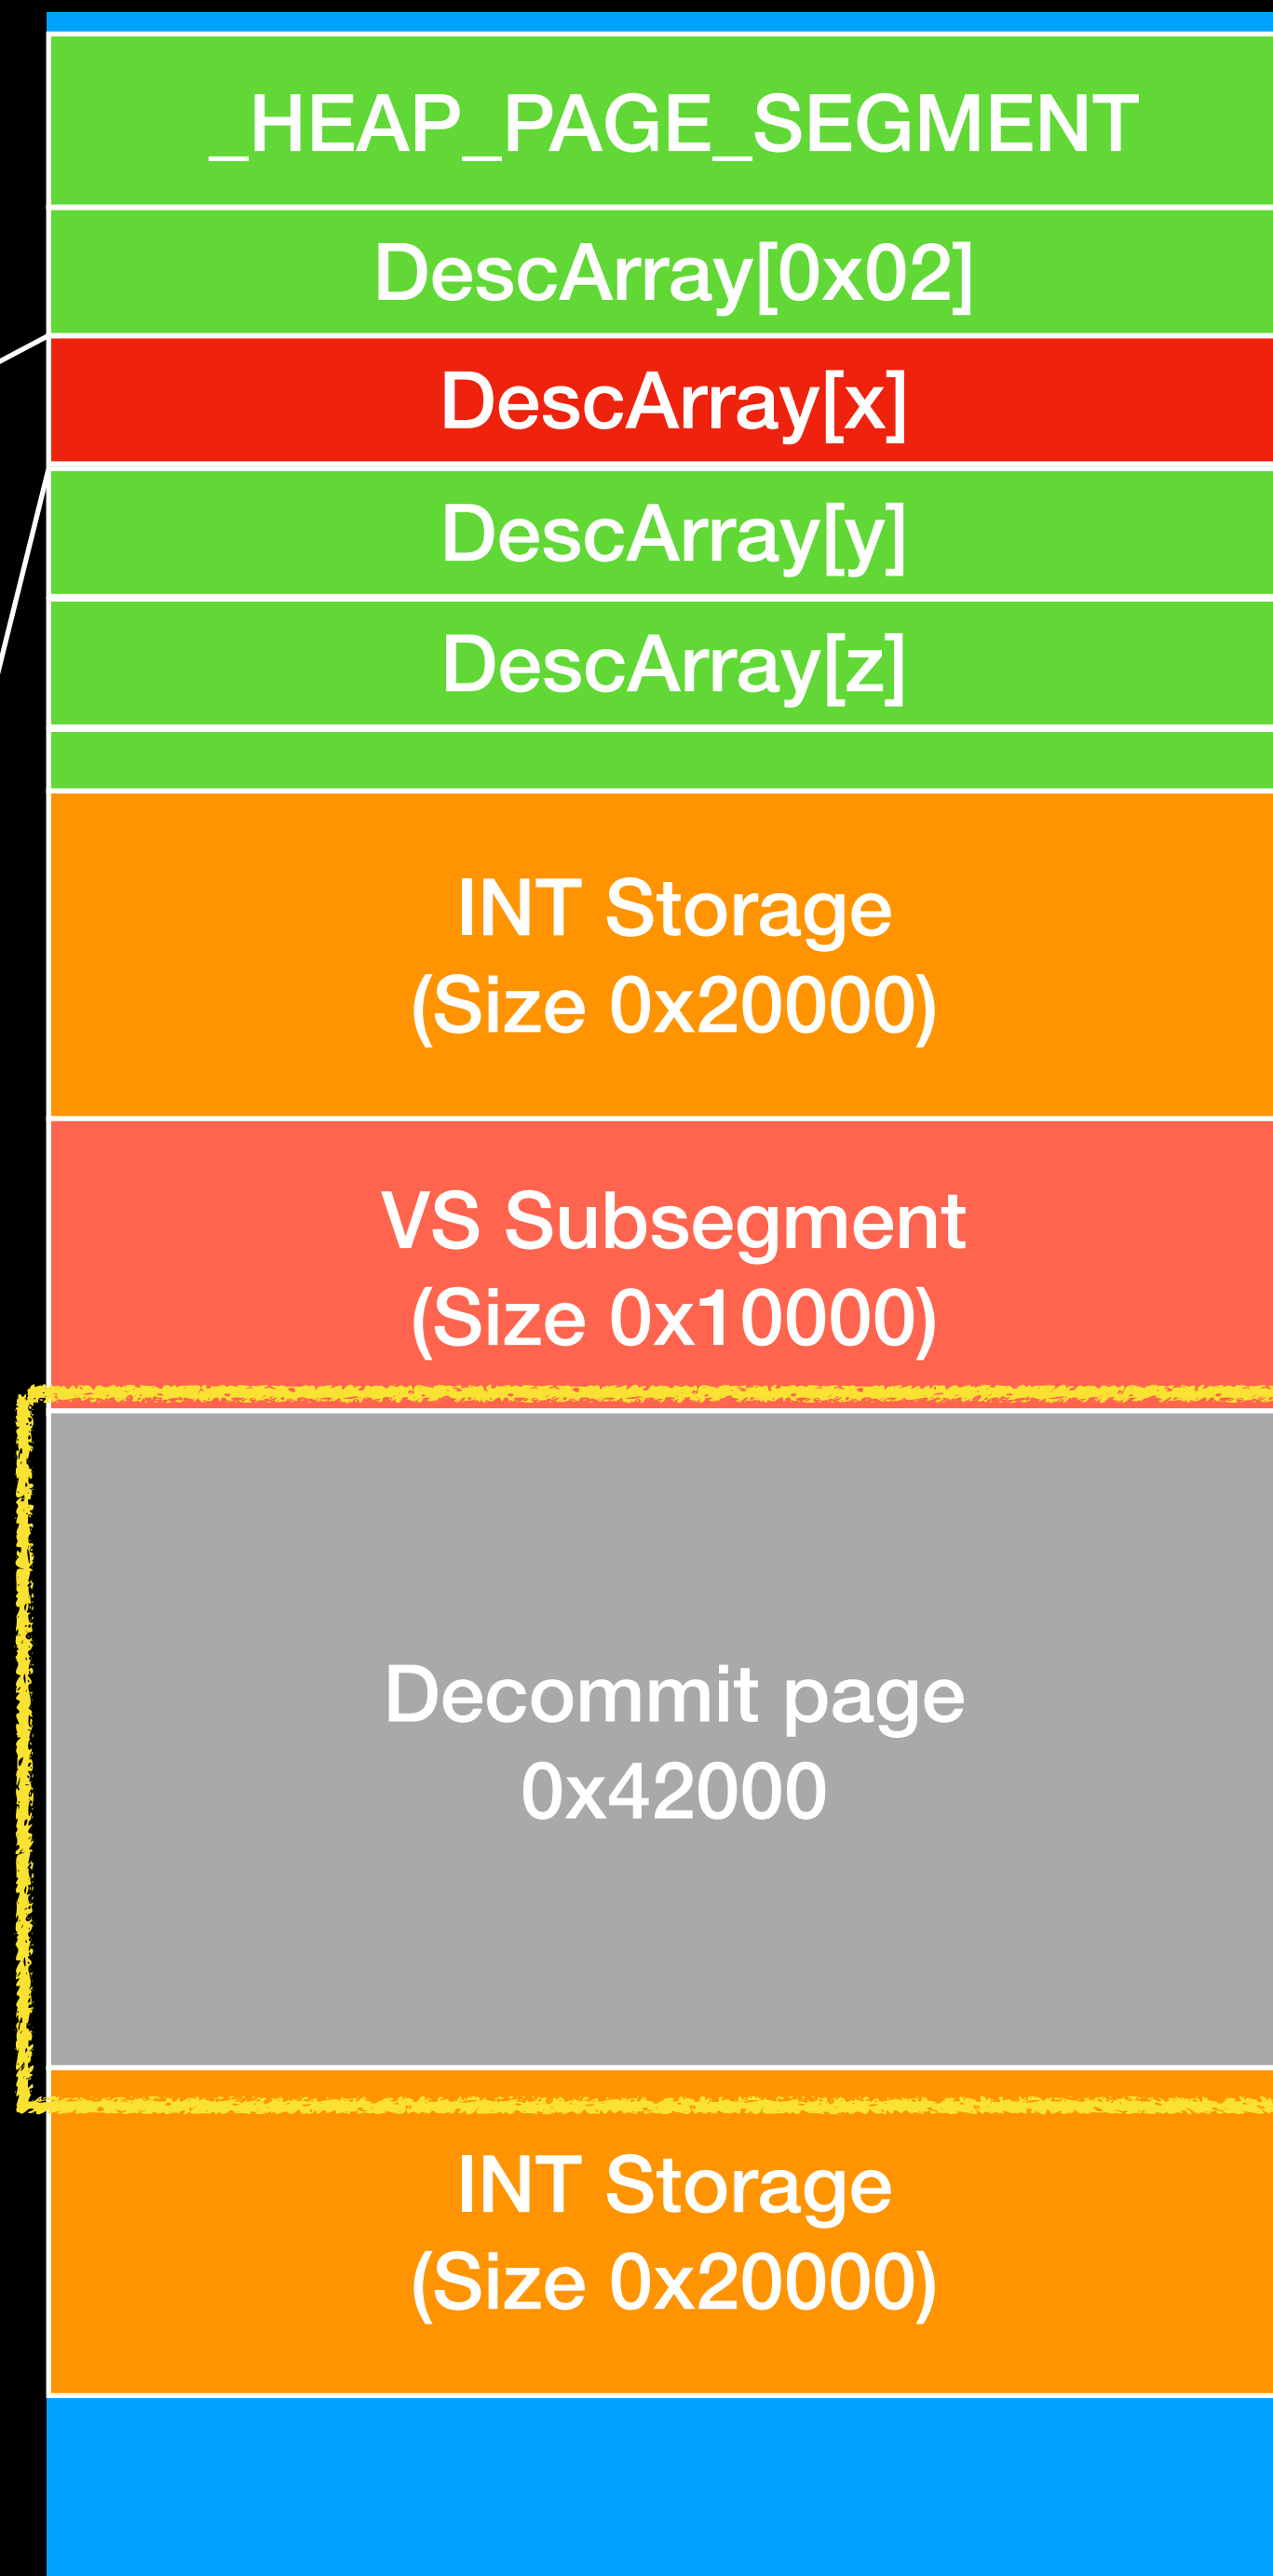 _HEAP_PAGE_SEGMENT
DescArray[0x02]
DescArray[x]
DescArray[y]
DescArray[z]
INT Storage
(Size 0x20000)
VS Subsegment
(Size 0x10000)
Decommit page
0x42000
INT Storage
(Size 0x20000)